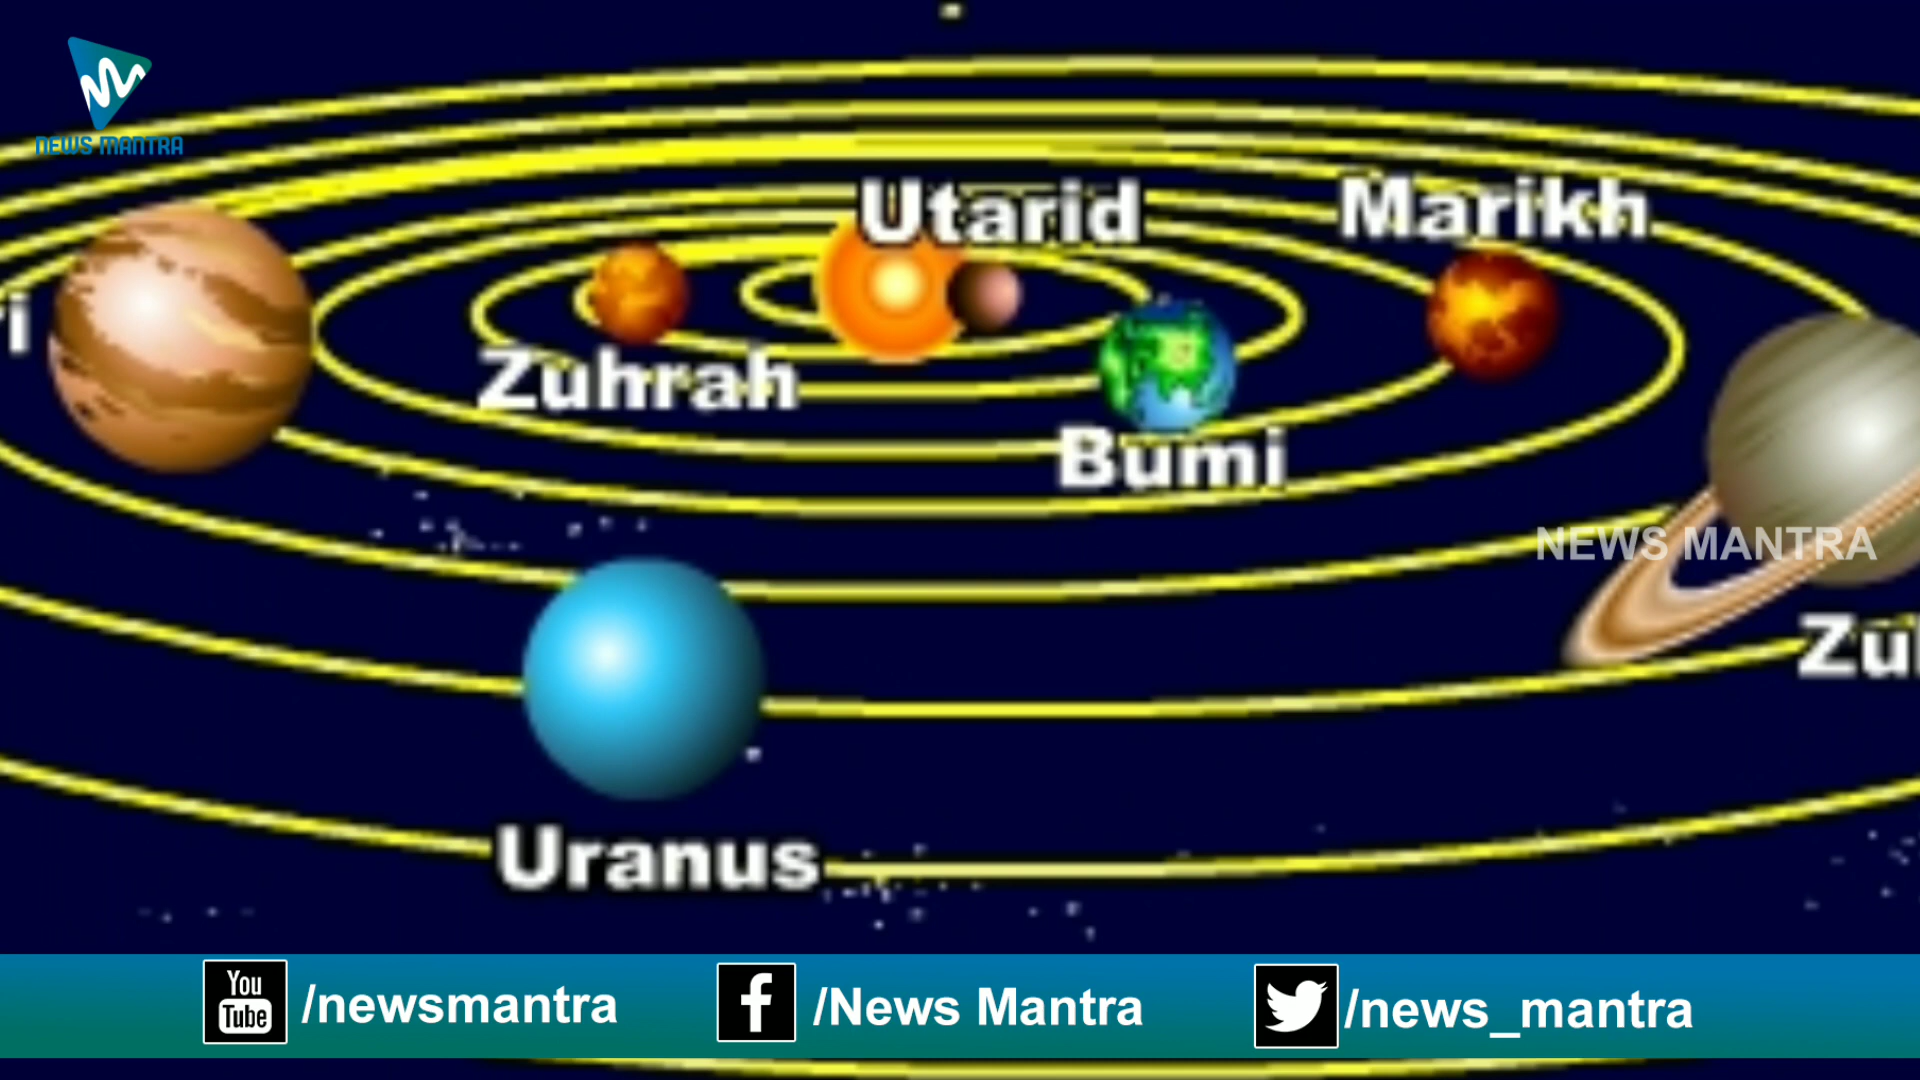 NEWS MANTRA
Utarid
Marikh
Zuhrah
Bumi
NEWS MANTRA
Uranus
You
Tube
/newsmantra
/News Mantra
/news_mantra